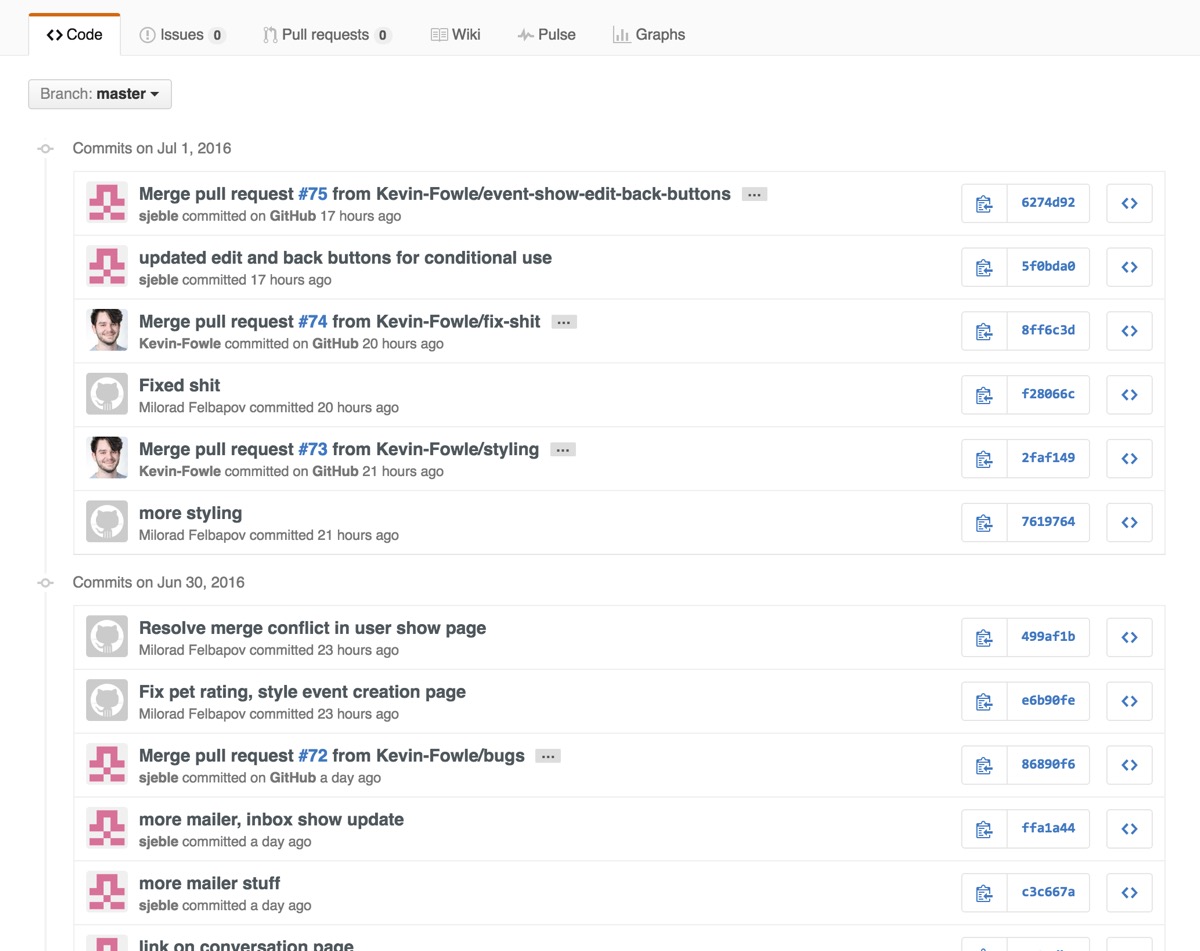 Code Issues 0 Pull requests 0 Wiki Pulse Graphs
Branch: master
Commits on Jul 1, 2016
Merge pull request #75 from Kevin-Fowle/event-show-edit-back-buttons …
sjeble committed on GitHub 17 hours ago
6274d92
updated edit and back buttons for conditional use
sjeble committed 17 hours ago
5f0bda0
Merge pull request #74 from Kevin-Fowle/fix-shit …
Kevin-Fowle committed on GitHub 20 hours ago
8ff6c3d
Fixed shit
Milorad Felbapov committed 20 hours ago
f28066c
Merge pull request #73 from Kevin-Fowle/styling …
Kevin-Fowle committed on GitHub 21 hours ago
2faf149
more styling
Milorad Felbapov committed 21 hours ago
7619764
Commits on Jun 30, 2016
Resolve merge conflict in user show page
Milorad Felbapov committed 23 hours ago
499af1b
Fix pet rating, style event creation page
Milorad Felbapov committed 23 hours ago
e6b90fe
Merge pull request #72 from Kevin-Fowle/bugs …
sjeble committed on GitHub a day ago
86890f6
more mailer, inbox show update
sjeble committed a day ago
ffa1a44
more mailer stuff
sjeble committed a day ago
c3c667a
link on conversation page